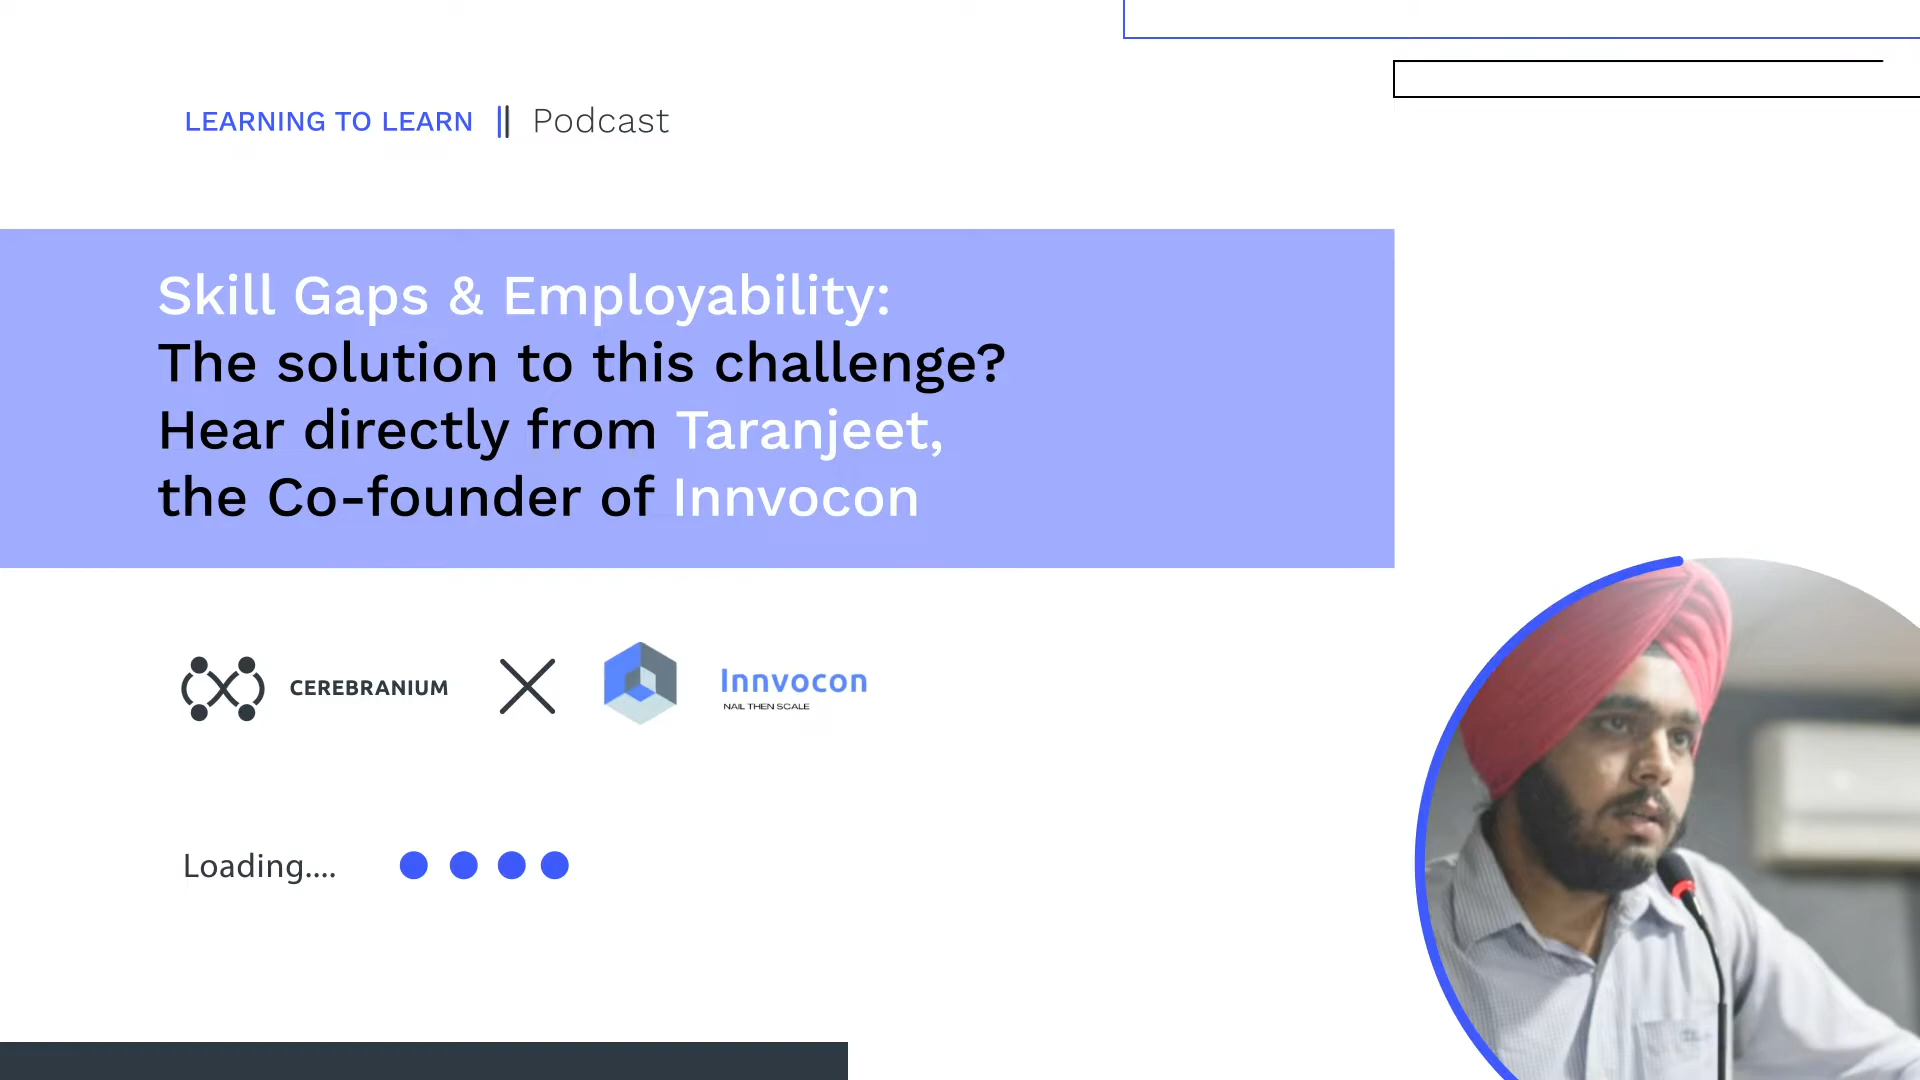 LEARNING TO LEARN || Podcast
Skill Gaps & Employability:
The solution to this challenge?
Hear directly from Taranjeet,
the Co-founder of Innvocon
CEREBRANIUM
Innvocon
NAIL THEN SCALE
Loading....